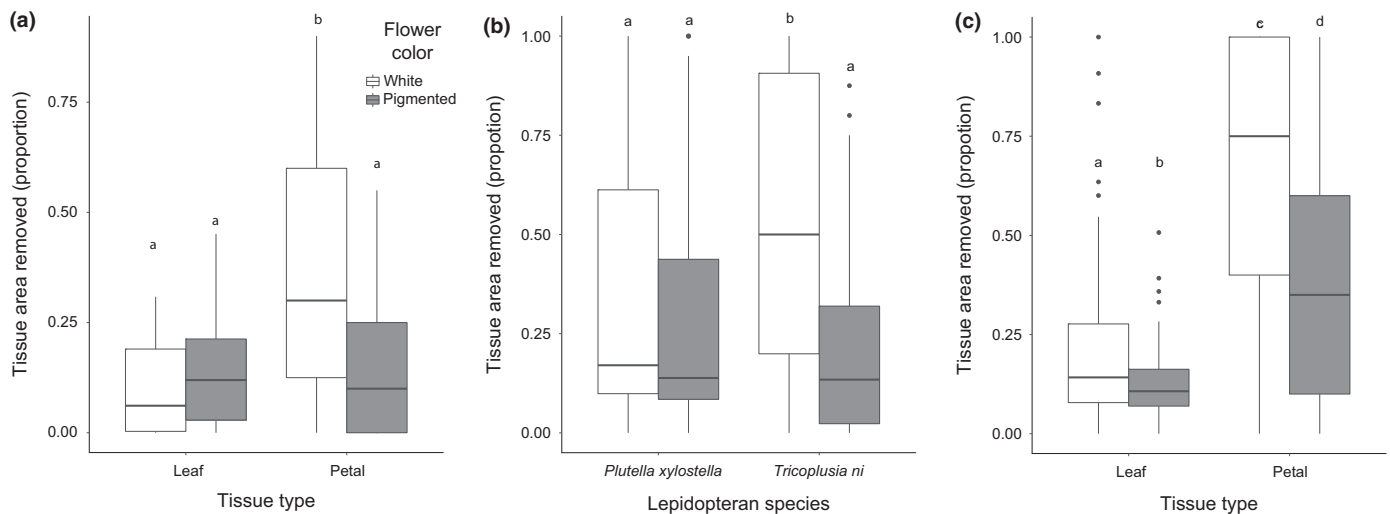 (a)
Tissue area removed (proportion)
0.75
0.50
0.25
0.00
Flower
color
White
Pigmented
a
a
b
a
Leaf
Petal
Tissue type
(b)
Tissue area removed (propotion)
1.00
0.75
0.50
0.25
0.00
a
a
b
a
Plutella xylostella
Tricoplusia ni
Lepidopteran species
(c)
Tissue area removed (propotion)
1.00
0.75
0.50
0.25
0.00
a
b
c
d
Leaf
Petal
Tissue type